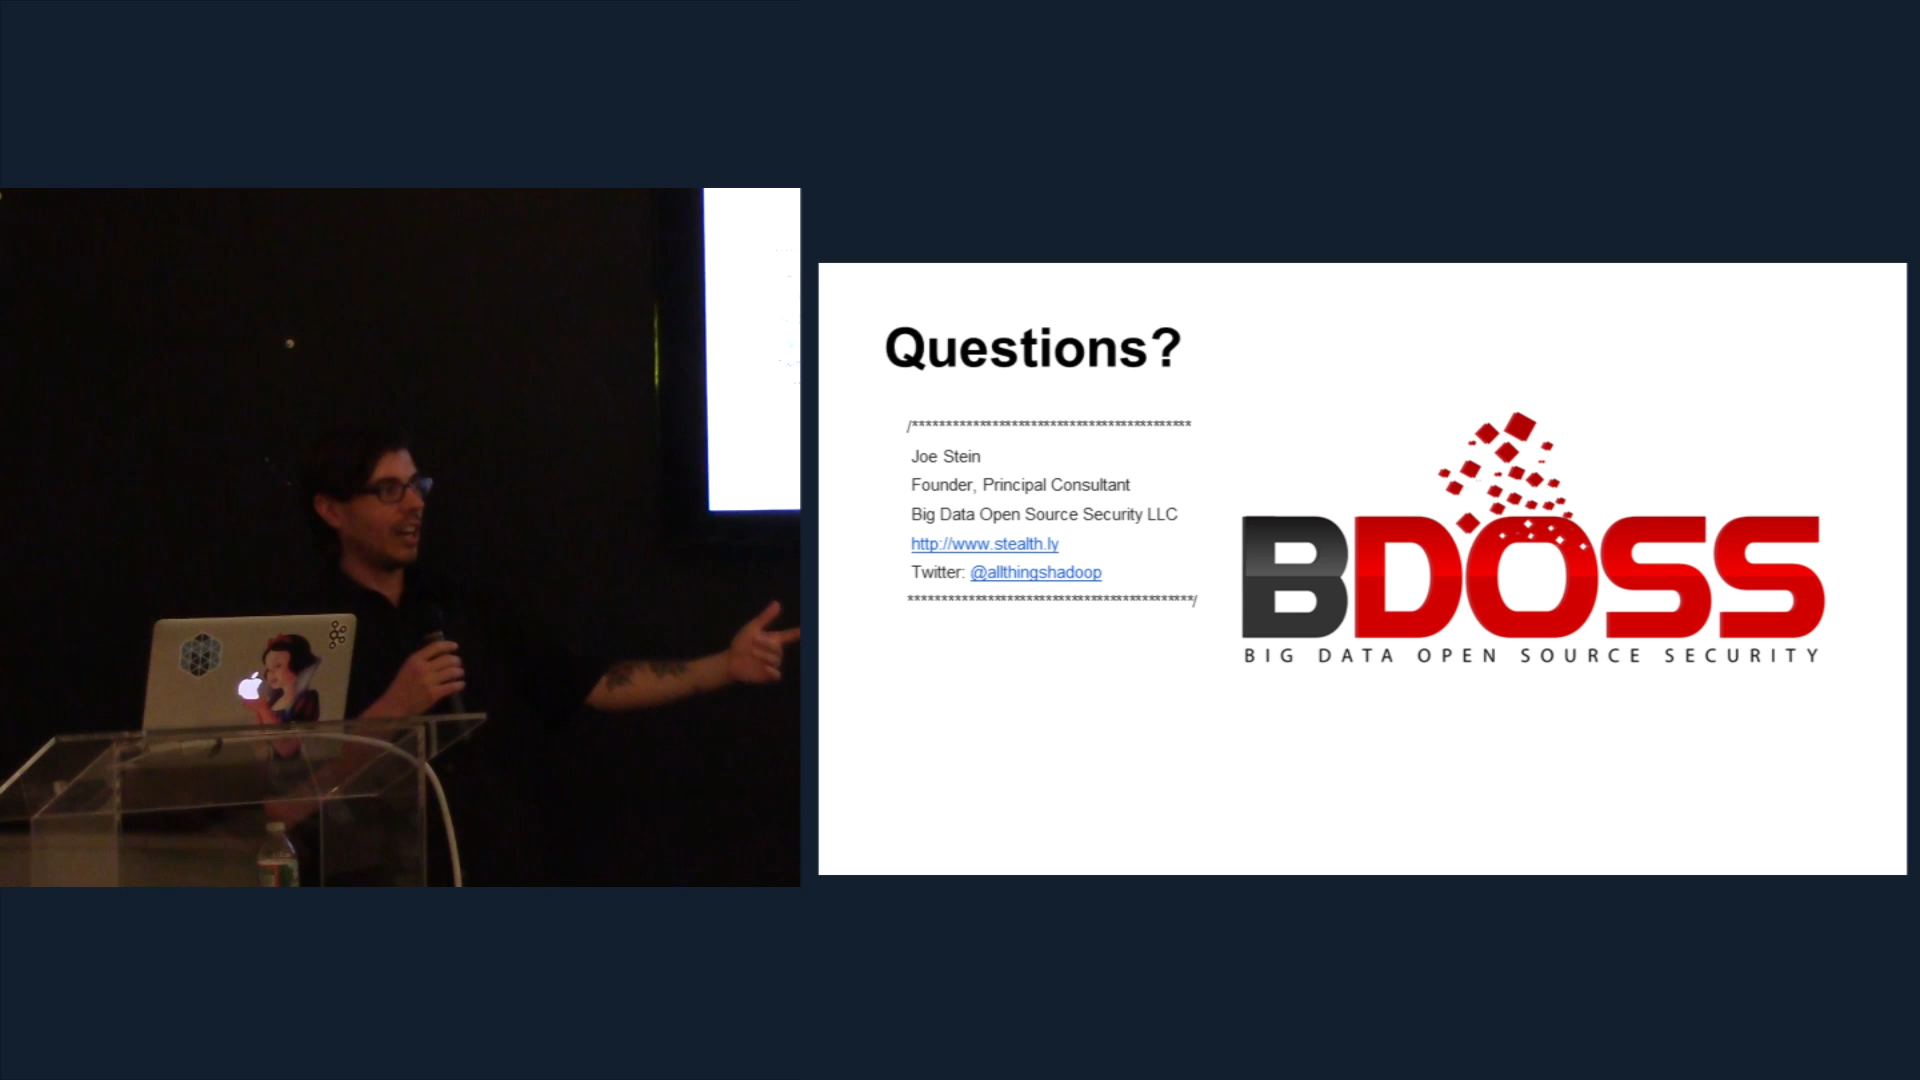 Questions?
/******************************************
Joe Stein
Founder, Principal Consultant
Big Data Open Source Security LLC
http://www.stealth.ly
Twitter: @allthingshadoop
*******************************************/
BDOSS
BIG DATA OPEN SOURCE SECURITY